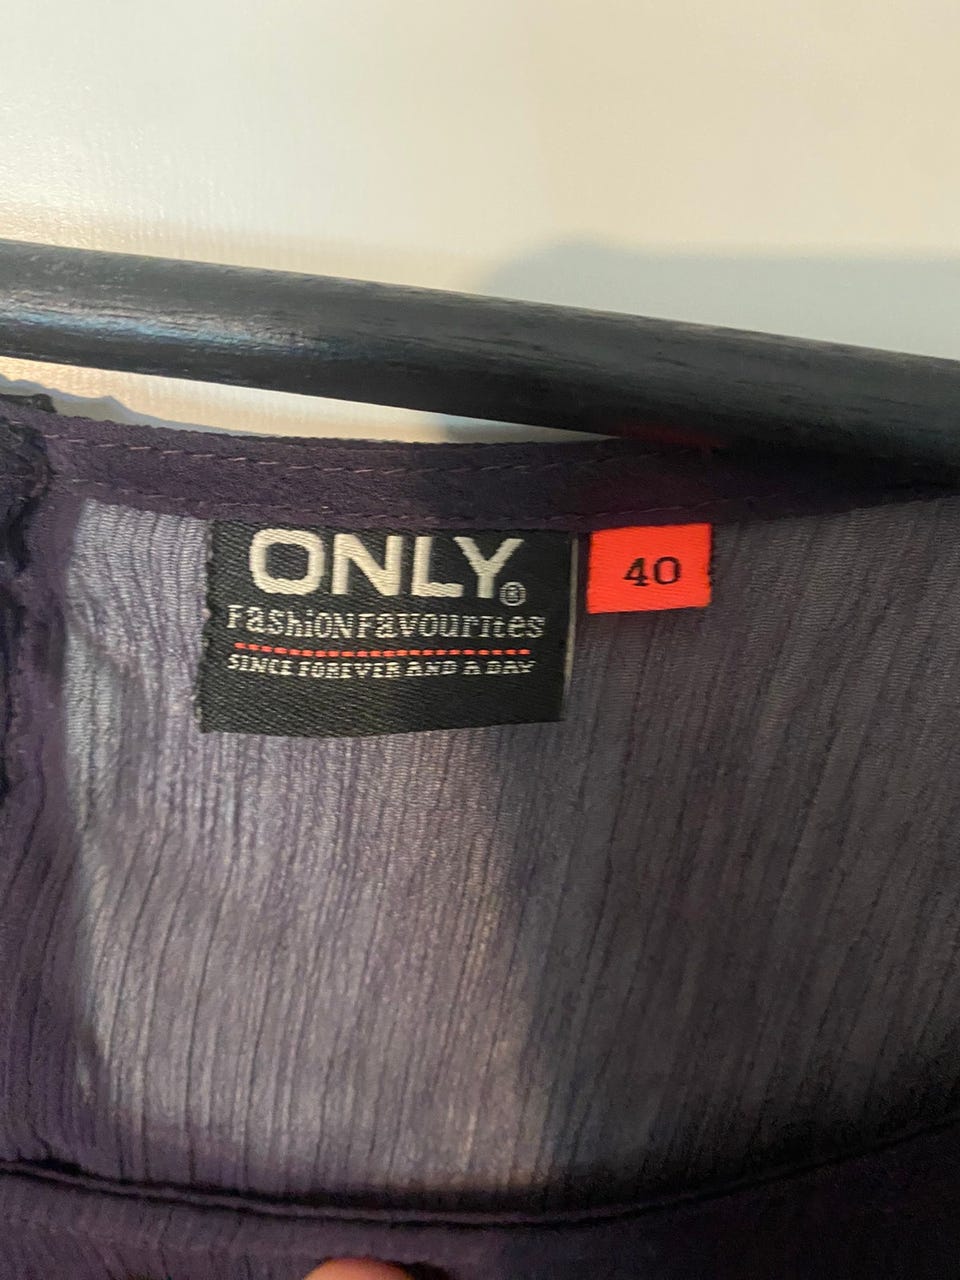 ONLY®
FashionFavourites
SINCE FOREVER AND A DAY
40